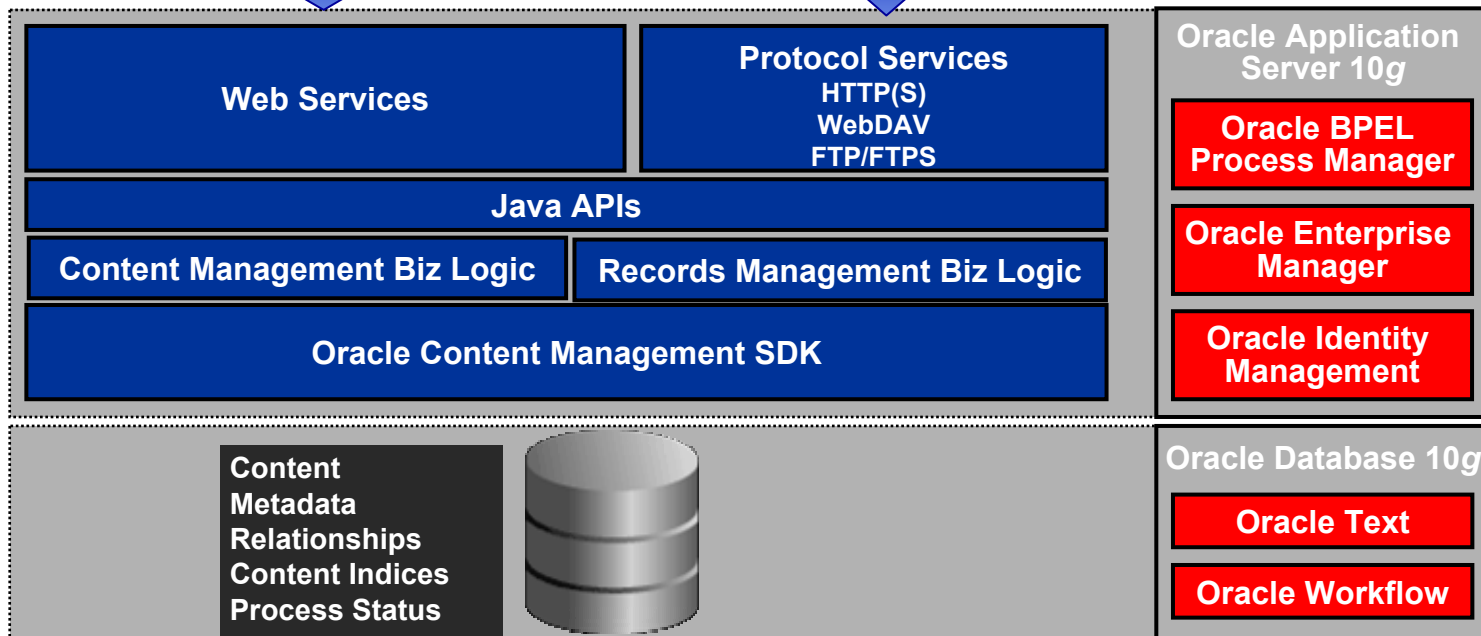 Web Services
Protocol Services
HTTP(S)
WebDAV
FTP/FTPS
Java APIs
Content Management Biz Logic
Records Management Biz Logic
Oracle Content Management SDK
Oracle Application
Server 10g
Oracle BPEL
Process Manager
Oracle Enterprise
Manager
Oracle Identity
Management
Content
Metadata
Relationships
Content Indices
Process Status
Oracle Database 10g
Oracle Text
Oracle Workflow